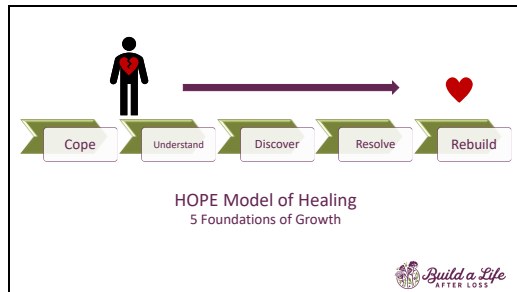 Cope
Understand
Discover
Resolve
Rebuild
HOPE Model of Healing
5 Foundations of Growth
Build a Life
AFTER LOSS